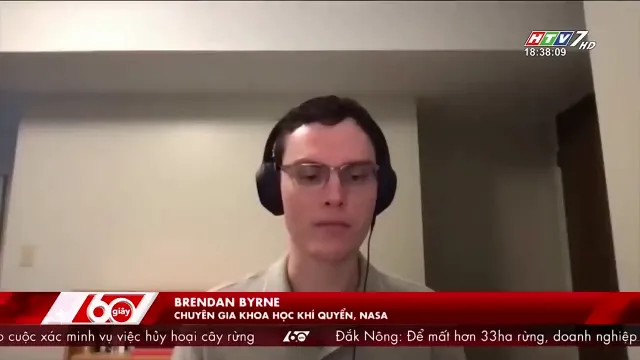 HTV7 HD
18:38:09
BRENDAN BYRNE
60 giây
CHUYÊN GIA KHOA HỌC KHÍ QUYỂN, NASA
o cuộc xác minh vụ việc hủy hoại cây rừng 60 Đắk Nông: Để mất hơn 33ha rừng, doanh nghiệp